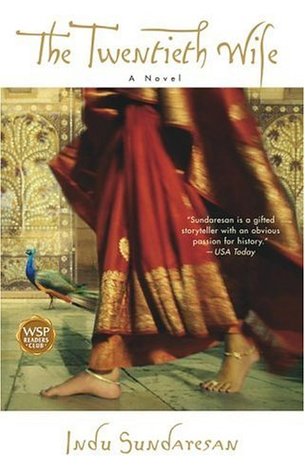 The Twentieth Wife
A Novel
"Sundaresan is a gifted
storyteller with an obvious
passion for history."
— USA Today
WSP
READERS
CLUB
Indu Sundaresan